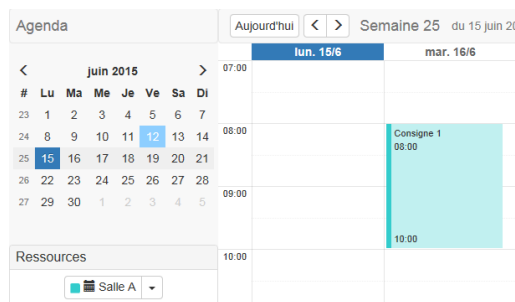 Agenda
Aujourd'hui < > Semaine 25 du 15 juin
lun. 15/6 mar. 16/6
< juin 2015 >
# Lu Ma Me Je Ve Sa Di
23 1 2 3 4 5 6 7
24 8 9 10 11 12 13 14
25 15 16 17 18 19 20 21
26 22 23 24 25 26 27 28
27 29 30 1 2 3 4 5
Ressources
Salle A
07:00
08:00
09:00
10:00
Consigne 1
08:00
10:00